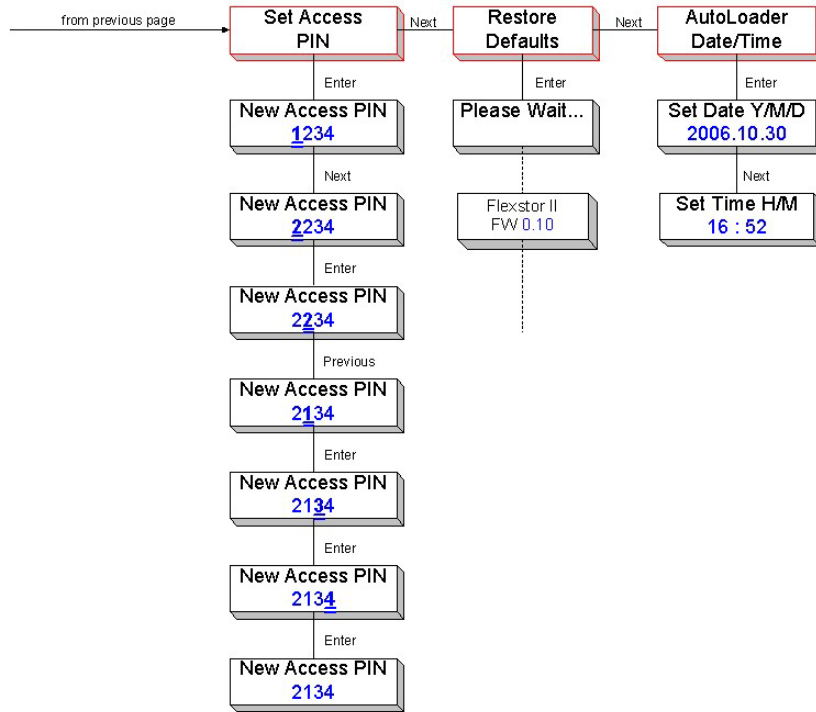 from previous page
Set Access
PIN
Next
Restore
Defaults
Next
AutoLoader
Date/Time
Enter
Enter
Enter
New Access PIN
1234
Please Wait...
Set Date Y/M/D
2006.10.30
Next
Next
New Access PIN
2234
Flexstor II
FW 0.10
Set Time H/M
16 : 52
Enter
New Access PIN
2234
Previous
New Access PIN
2134
Enter
New Access PIN
2134
Enter
New Access PIN
2134
Enter
New Access PIN
2134